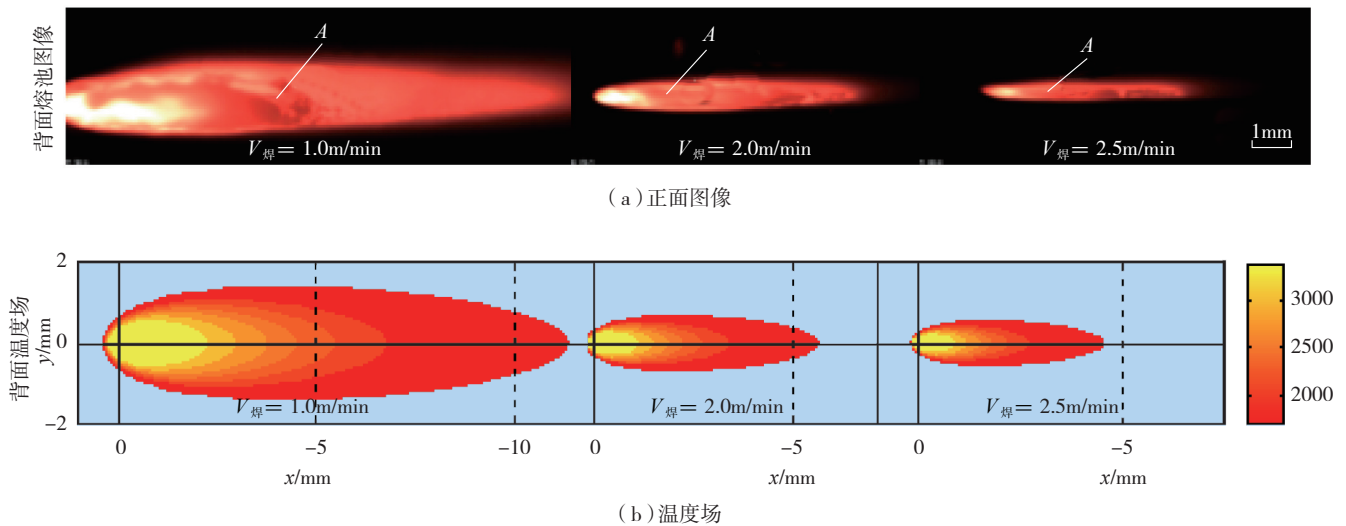 背面熔池图像
A
A
A
V焊= 1.0m/min
V焊= 2.0m/min
V焊= 2.5m/min
1mm
(a)正面图像
背面温度场
y/mm
2
0
-2
V焊= 1.0m/min
V焊= 2.0m/min
V焊= 2.5m/min
3000
2500
2000
0
-5
-10
0
-5
0
-5
x/mm
x/mm
x/mm
(b)温度场